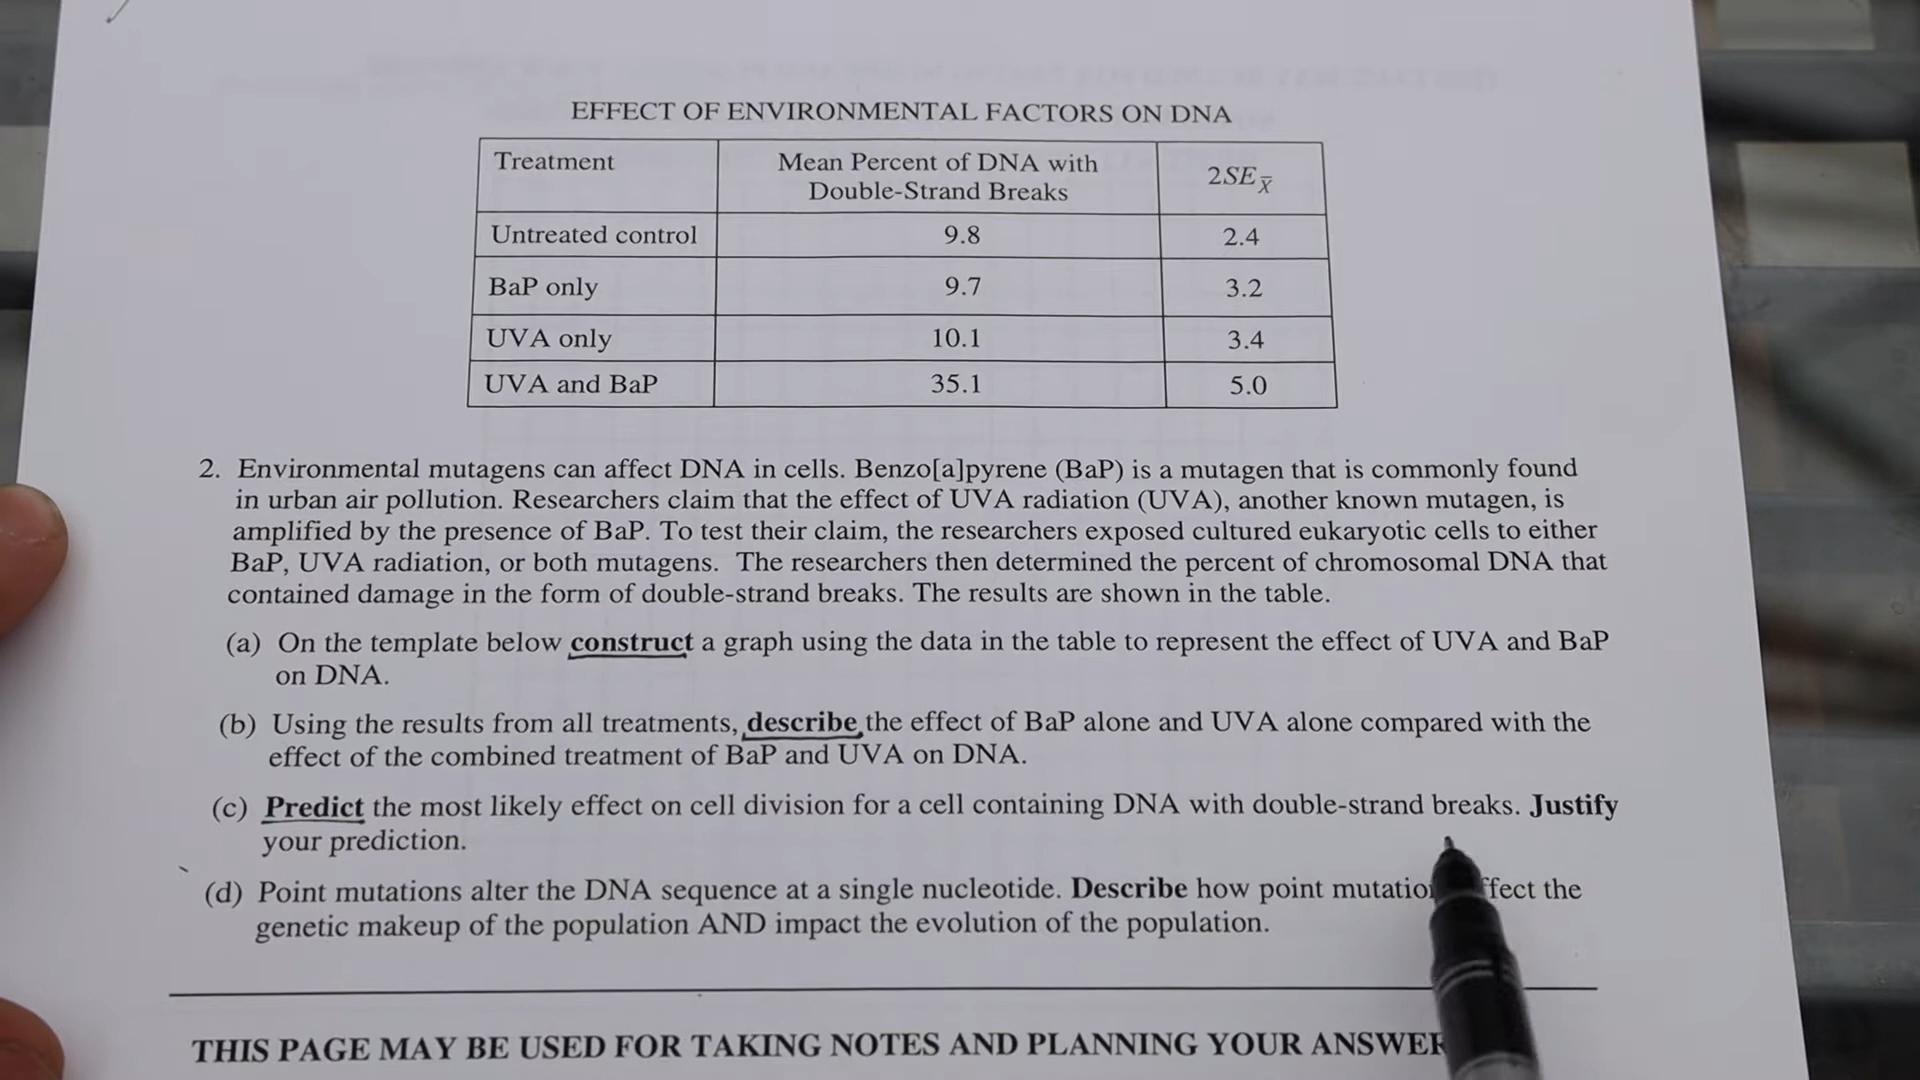 EFFECT OF ENVIRONMENTAL FACTORS ON DNA
Treatment Mean Percent of DNA with Double-Strand Breaks 2SEx̅
Untreated control 9.8 2.4
BaP only 9.7 3.2
UVA only 10.1 3.4
UVA and BaP 35.1 5.0
2. Environmental mutagens can affect DNA in cells. Benzo[a]pyrene (BaP) is a mutagen that is commonly found
in urban air pollution. Researchers claim that the effect of UVA radiation (UVA), another known mutagen, is
amplified by the presence of BaP. To test their claim, the researchers exposed cultured eukaryotic cells to either
BaP, UVA radiation, or both mutagens. The researchers then determined the percent of chromosomal DNA that
contained damage in the form of double-strand breaks. The results are shown in the table.
(a) On the template below construct a graph using the data in the table to represent the effect of UVA and BaP
on DNA.
(b) Using the results from all treatments, describe the effect of BaP alone and UVA alone compared with the
effect of the combined treatment of BaP and UVA on DNA.
(c) Predict the most likely effect on cell division for a cell containing DNA with double-strand breaks. Justify
your prediction.
(d) Point mutations alter the DNA sequence at a single nucleotide. Describe how point the
genetic makeup of the population AND impact the evolution of the population.
THIS PAGE MAY BE USED FOR TAKING NOTES AND PLANNING YOUR